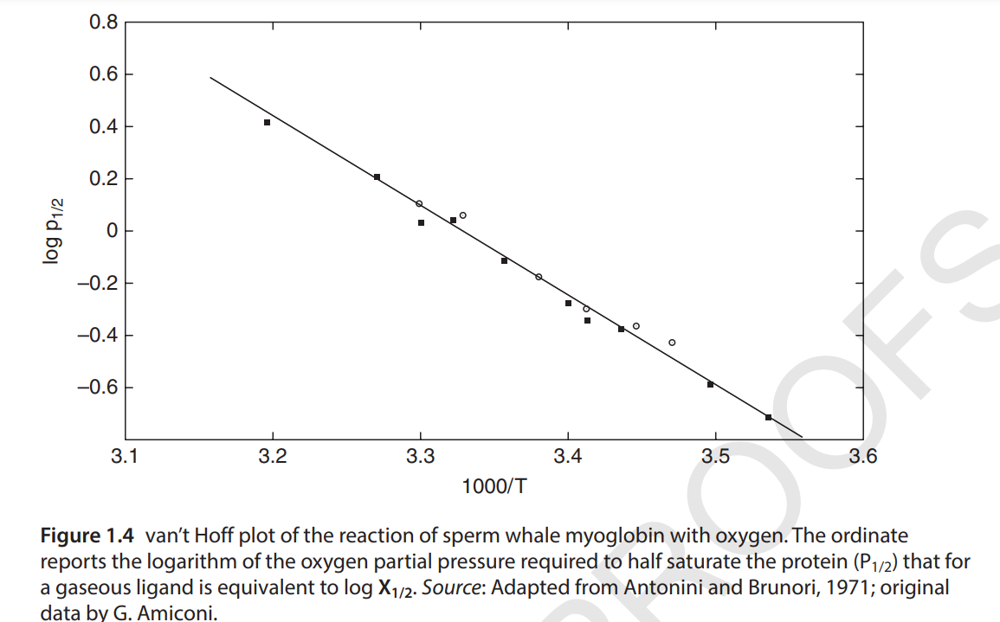 0.8
0.6
0.4
0.2
0
–0.2
–0.4
–0.6
log p1/2
3.1 3.2 3.3 3.4 3.5 3.6
1000/T
Figure 1.4 van’t Hoff plot of the reaction of sperm whale myoglobin with oxygen. The ordinate
reports the logarithm of the oxygen partial pressure required to half saturate the protein (P1/2) that for
a gaseous ligand is equivalent to log X1/2. Source: Adapted from Antonini and Brunori, 1971; original
data by G. Amiconi.
PROOFS